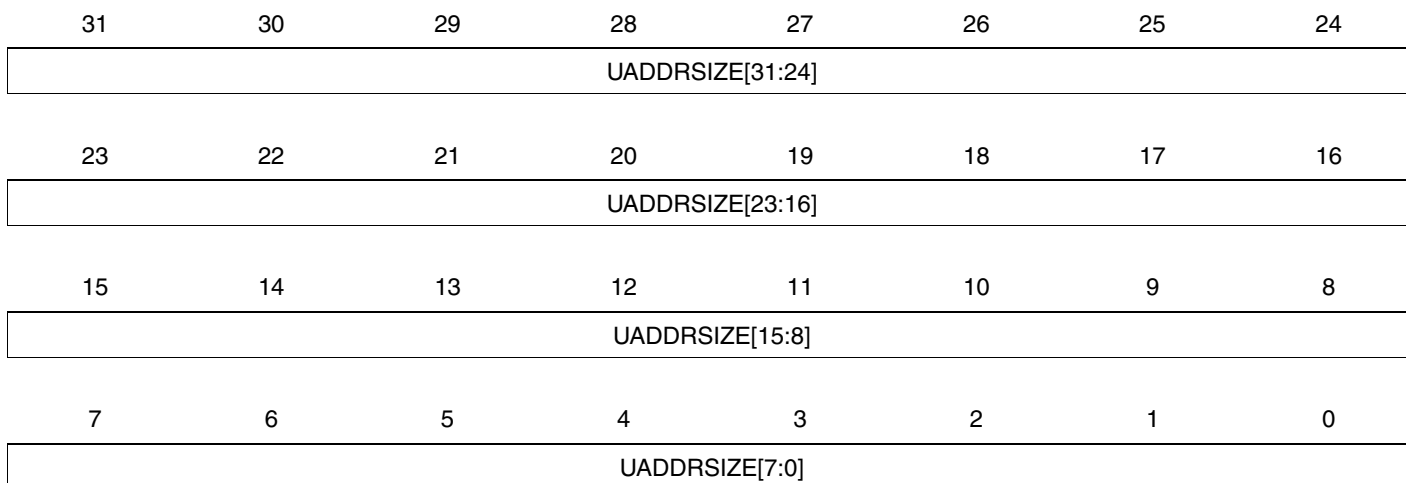 31 30 29 28 27 26 25 24
UADDRSIZE[31:24]
23 22 21 20 19 18 17 16
UADDRSIZE[23:16]
15 14 13 12 11 10 9 8
UADDRSIZE[15:8]
7 6 5 4 3 2 1 0
UADDRSIZE[7:0]